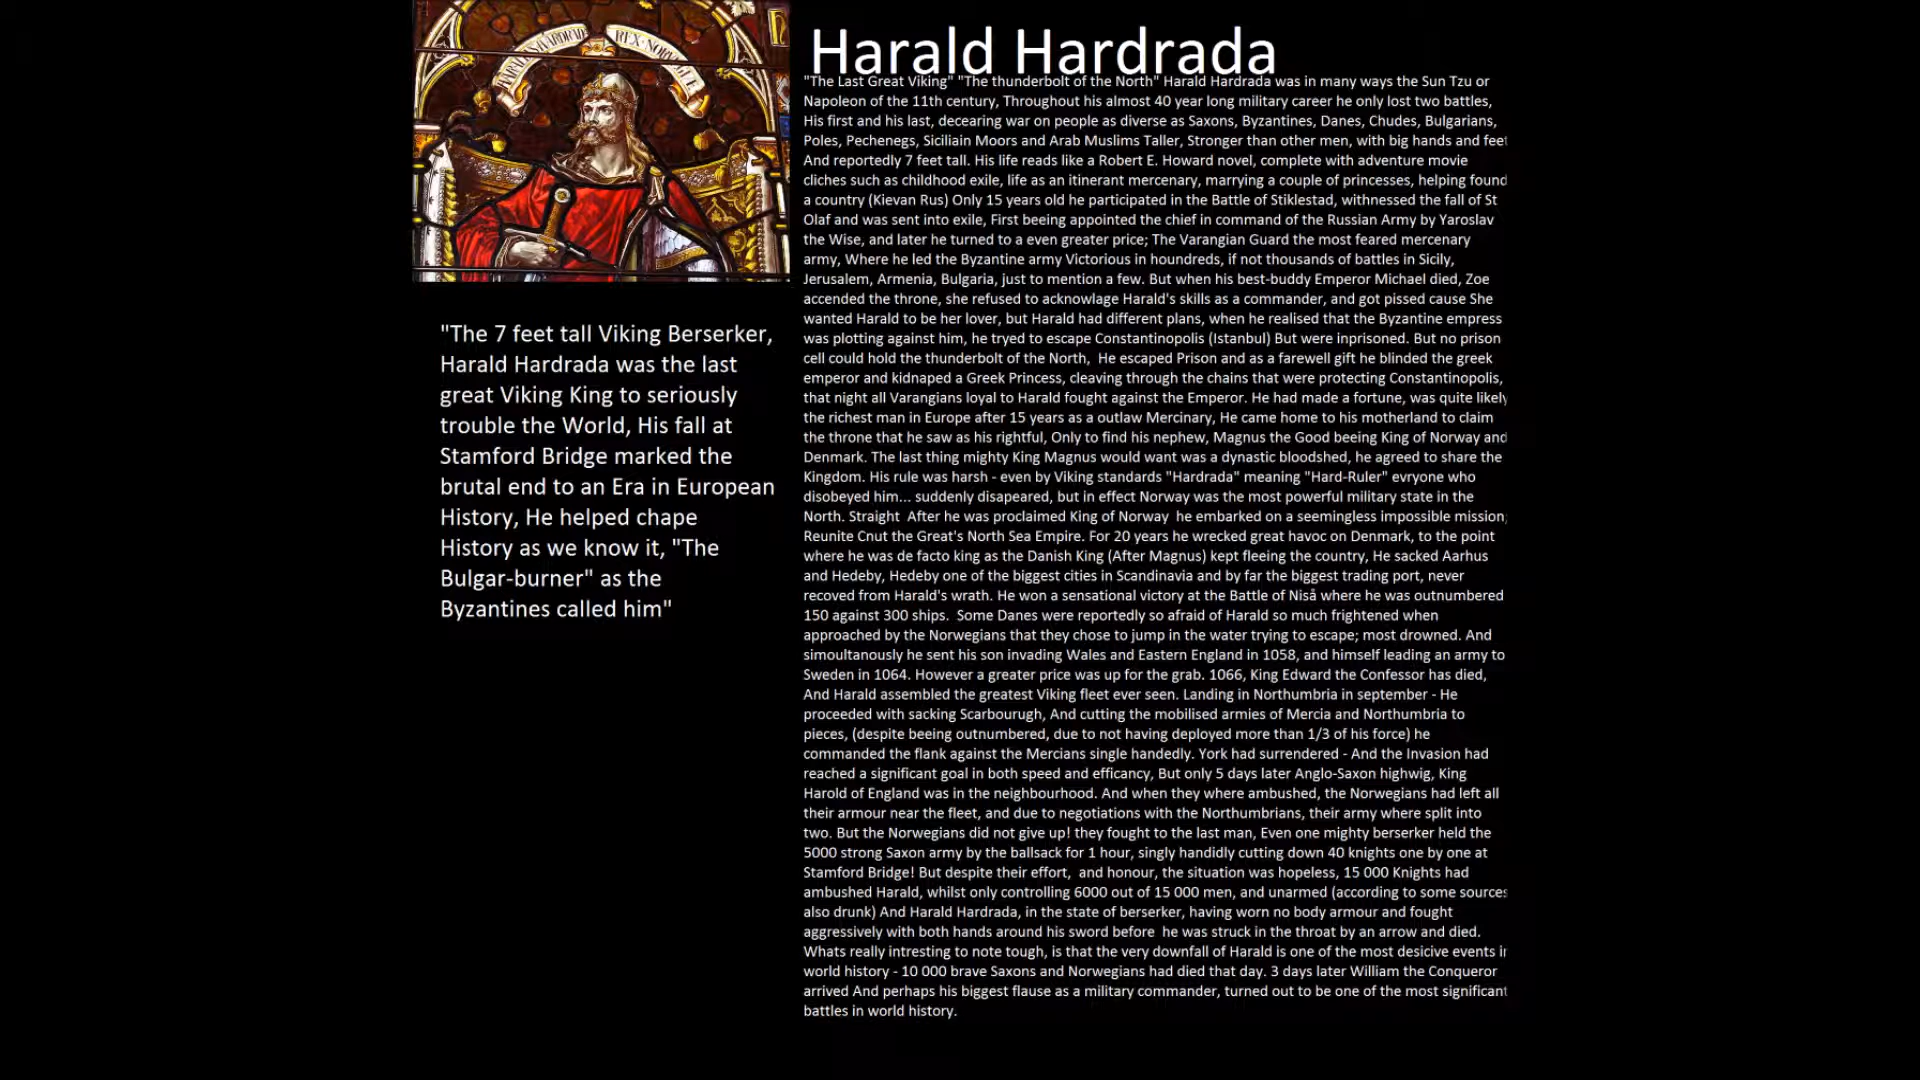 HARALD HARDRAD REX NORVEGIÆ
Harald Hardrada
"The Last Great Viking" "The thunderbolt of the North" Harald Hardrada was in many ways the Sun Tzu or
Napoleon of the 11th century, Throughout his almost 40 year long military career he only lost two battles,
His first and his last, decearing war on people as diverse as Saxons, Byzantines, Danes, Chudes, Bulgarians,
Poles, Pechenegs, Siciliain Moors and Arab Muslims Taller, Stronger than other men, with big hands and feet
And reportedly 7 feet tall. His life reads like a Robert E. Howard novel, complete with adventure movie
cliches such as childhood exile, life as an itinerant mercenary, marrying a couple of princesses, helping found
a country (Kievan Rus) Only 15 years old he participated in the Battle of Stiklestad, withnessed the fall of St
Olaf and was sent into exile, First beeing appointed the chief in command of the Russian Army by Yaroslav
the Wise, and later he turned to a even greater price; The Varangian Guard the most feared mercenary
army, Where he led the Byzantine army Victorious in houndreds, if not thousands of battles in Sicily,
Jerusalem, Armenia, Bulgaria, just to mention a few. But when his best-buddy Emperor Michael died, Zoe
accended the throne, she refused to acknowlage Harald's skills as a commander, and got pissed cause She
wanted Harald to be her lover, but Harald had different plans, when he realised that the Byzantine empress
was plotting against him, he tryed to escape Constantinopolis (Istanbul) But were inprisoned. But no prison
cell could hold the thunderbolt of the North, He escaped Prison and as a farewell gift he blinded the greek
emperor and kidnaped a Greek Princess, cleaving through the chains that were protecting Constantinopolis,
that night all Varangians loyal to Harald fought against the Emperor. He had made a fortune, was quite likely
the richest man in Europe after 15 years as a outlaw Mercinary, He came home to his motherland to claim
the throne that he saw as his rightful, Only to find his nephew, Magnus the Good beeing King of Norway and
Denmark. The last thing mighty King Magnus would want was a dynastic bloodshed, he agreed to share the
Kingdom. His rule was harsh - even by Viking standards "Hardrada" meaning "Hard-Ruler" evryone who
disobeyed him... suddenly disapeared, but in effect Norway was the most powerful military state in the
North. Straight After he was proclaimed King of Norway he embarked on a seemingless impossible mission;
Reunite Cnut the Great's North Sea Empire. For 20 years he wrecked great havoc on Denmark, to the point
where he was de facto king as the Danish King (After Magnus) kept fleeing the country, He sacked Aarhus
and Hedeby, Hedeby one of the biggest cities in Scandinavia and by far the biggest trading port, never
recoved from Harald's wrath. He won a sensational victory at the Battle of Niså where he was outnumbered
150 against 300 ships. Some Danes were reportedly so afraid of Harald so much frightened when
approached by the Norwegians that they chose to jump in the water trying to escape; most drowned. And
simoultanously he sent his son invading Wales and Eastern England in 1058, and himself leading an army to
Sweden in 1064. However a greater price was up for the grab. 1066, King Edward the Confessor has died,
And Harald assembled the greatest Viking fleet ever seen. Landing in Northumbria in september - He
proceeded with sacking Scarbourugh, And cutting the mobilised armies of Mercia and Northumbria to
pieces, (despite beeing outnumbered, due to not having deployed more than 1/3 of his force) he
commanded the flank against the Mercians single handedly. York had surrendered - And the Invasion had
reached a significant goal in both speed and efficancy, But only 5 days later Anglo-Saxon highwig, King
Harold of England was in the neighbourhood. And when they where ambushed, the Norwegians had left all
their armour near the fleet, and due to negotiations with the Northumbrians, their army where split into
two. But the Norwegians did not give up! they fought to the last man, Even one mighty berserker held the
5000 strong Saxon army by the ballsack for 1 hour, singly handidly cutting down 40 knights one by one at
Stamford Bridge! But despite their effort, and honour, the situation was hopeless, 15 000 Knights had
ambushed Harald, whilst only controlling 6000 out of 15 000 men, and unarmed (according to some sources
also drunk) And Harald Hardrada, in the state of berserker, having worn no body armour and fought
aggressively with both hands around his sword before he was struck in the throat by an arrow and died.
Whats really intresting to note tough, is that the very downfall of Harald is one of the most desicive events in
world history - 10 000 brave Saxons and Norwegians had died that day. 3 days later William the Conqueror
arrived And perhaps his biggest flause as a military commander, turned out to be one of the most significant
battles in world history.
"The 7 feet tall Viking Berserker,
Harald Hardrada was the last
great Viking King to seriously
trouble the World, His fall at
Stamford Bridge marked the
brutal end to an Era in European
History, He helped chape
History as we know it, "The
Bulgar-burner" as the
Byzantines called him"